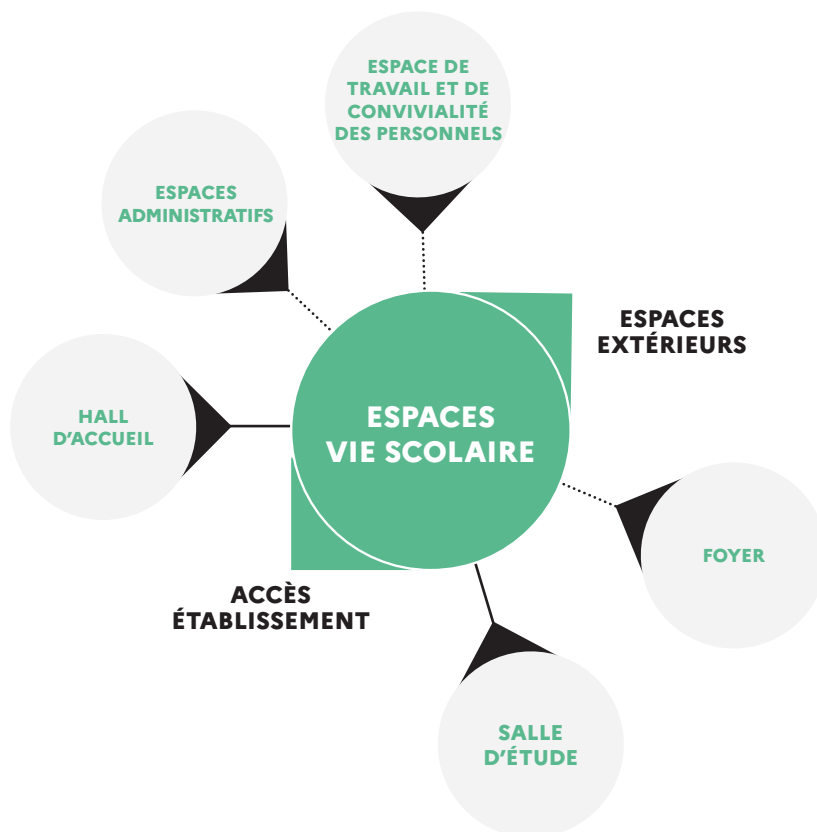 ESPACE DE
TRAVAIL ET DE
CONVIVIALITÉ
DES PERSONNELS
ESPACES
ADMINISTRATIFS
ESPACES
EXTÉRIEURS
HALL
D’ACCUEIL
ESPACES
VIE SCOLAIRE
FOYER
ACCÈS
ÉTABLISSEMENT
SALLE
D’ÉTUDE